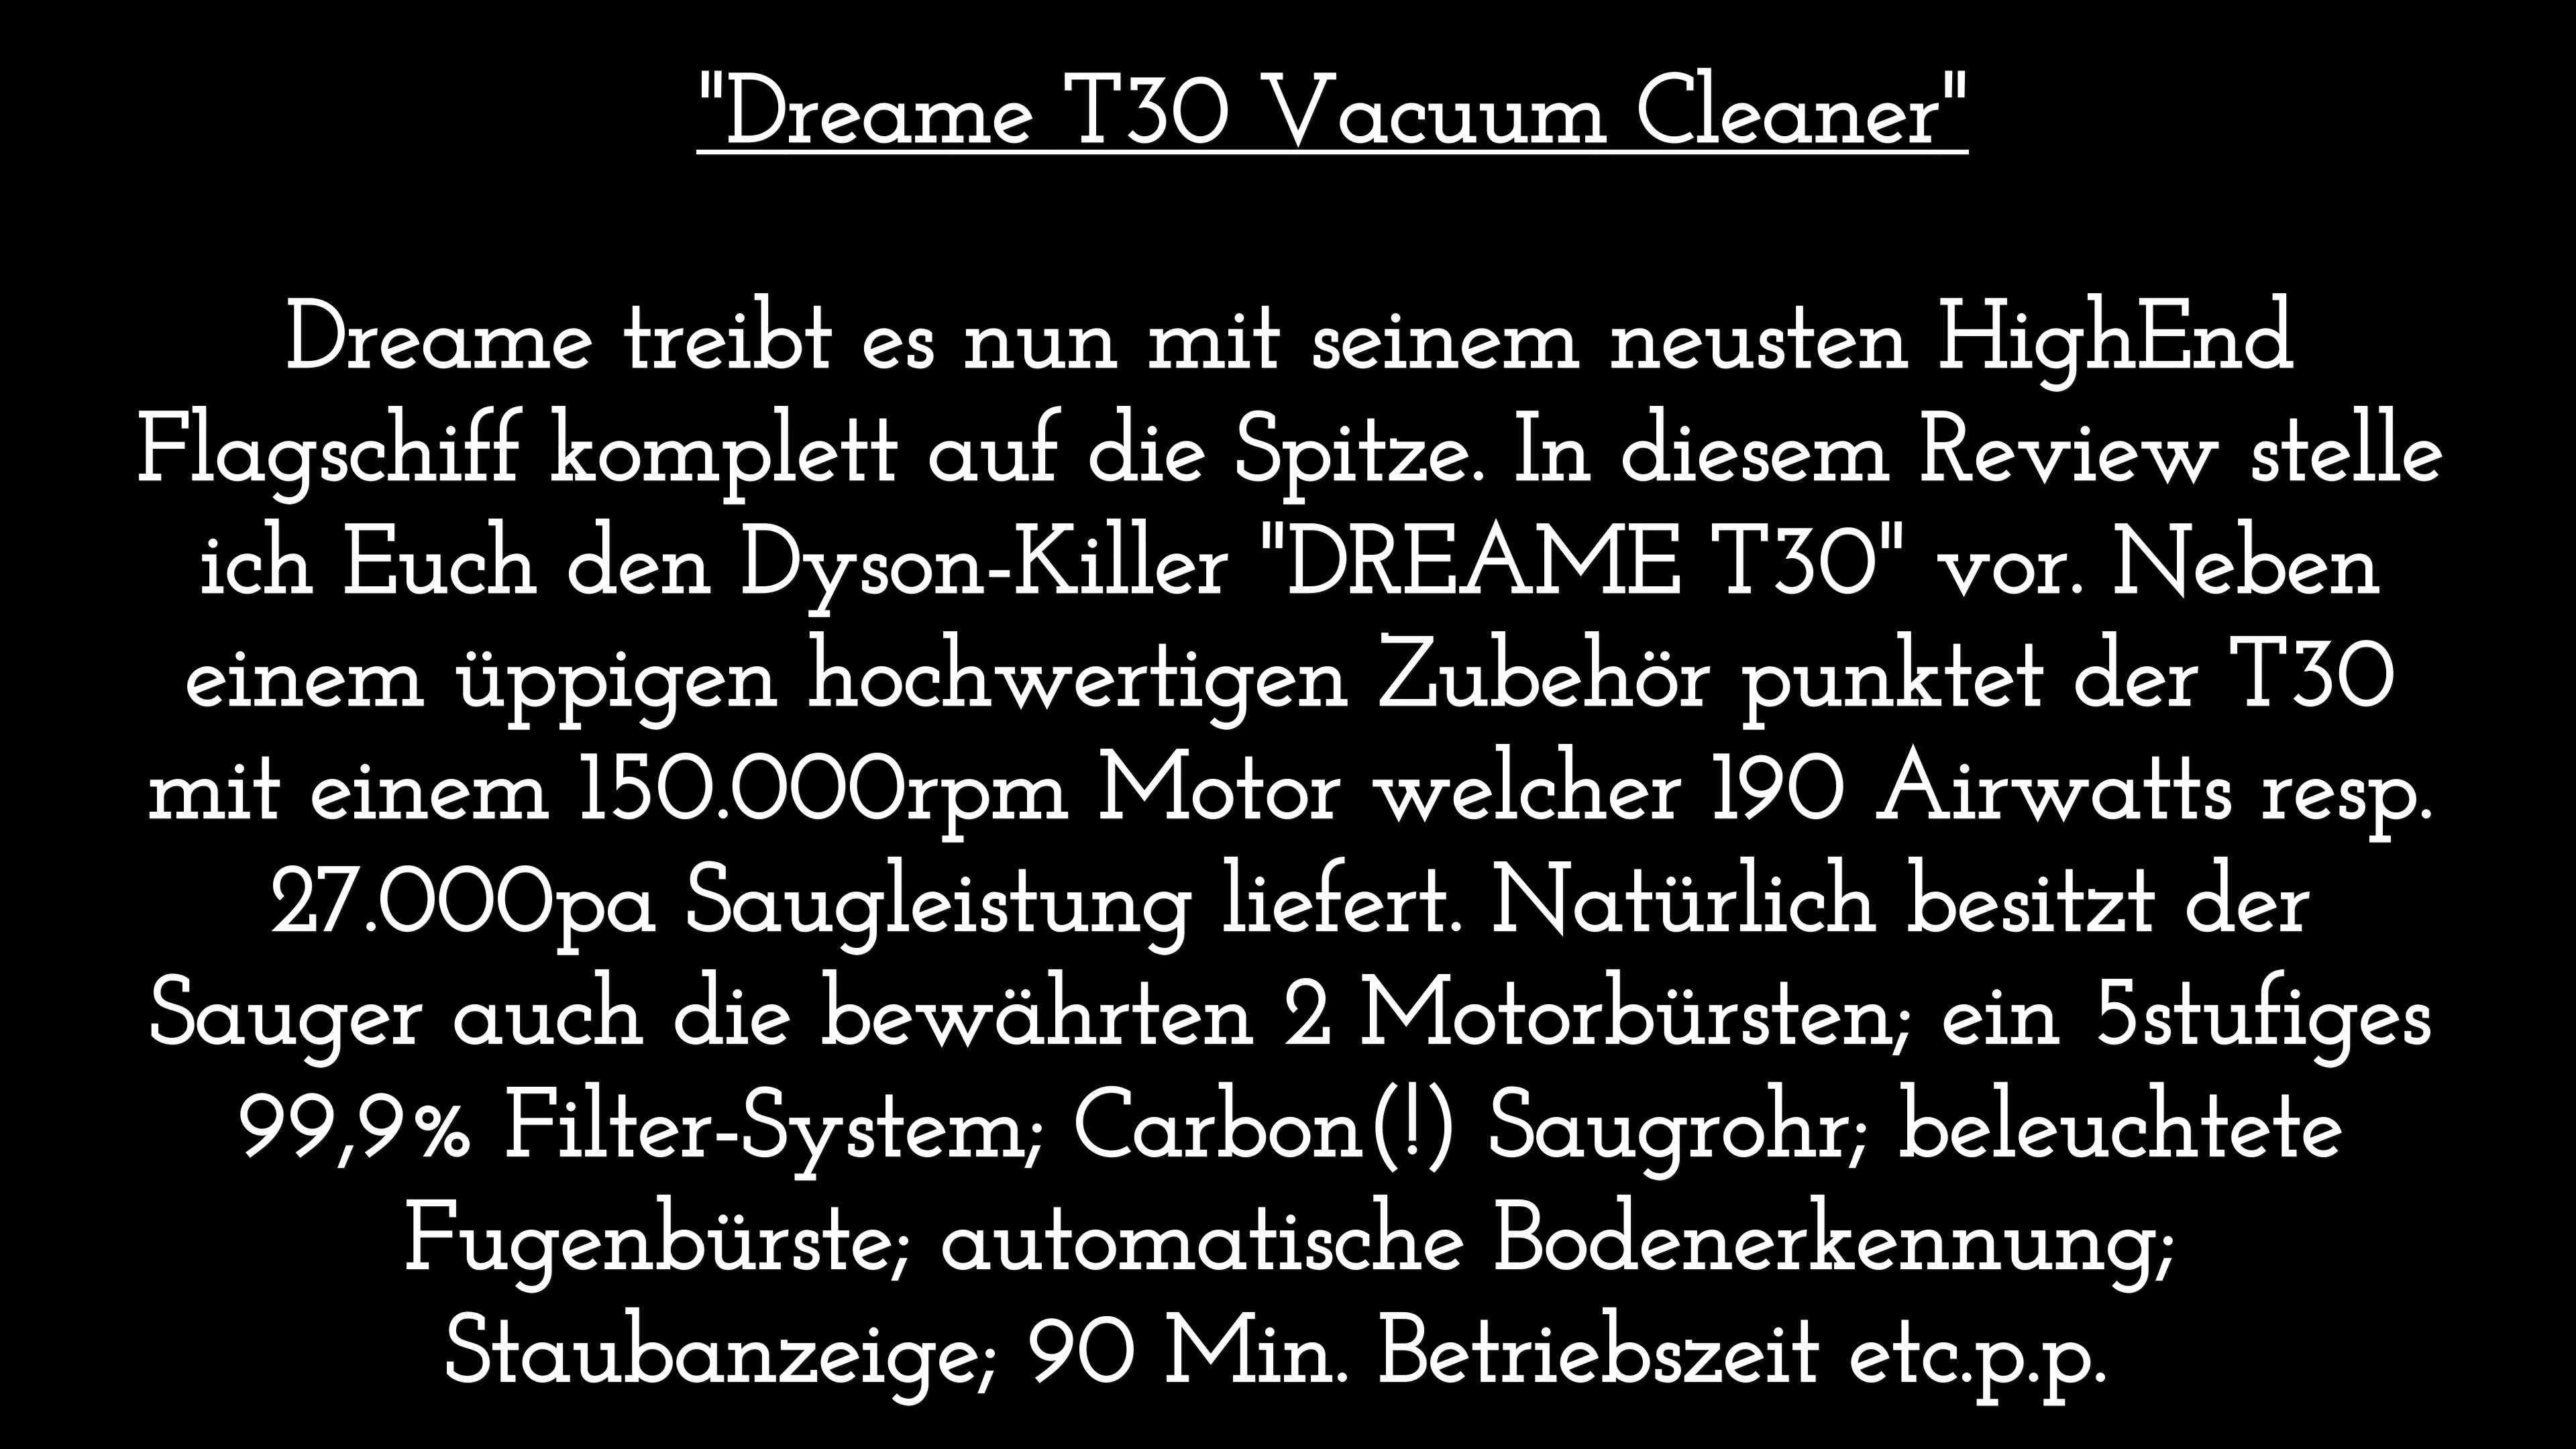 "Dreame T30 Vacuum Cleaner"
Dreame treibt es nun mit seinem neusten HighEnd
Flagschiff komplett auf die Spitze. In diesem Review stelle
ich Euch den Dyson-Killer "DREAME T30" vor. Neben
einem üppigen hochwertigen Zubehör punktet der T30
mit einem 150.000rpm Motor welcher 190 Airwatts resp.
27.000pa Saugleistung liefert. Natürlich besitzt der
Sauger auch die bewährten 2 Motorbürsten; ein 5stufiges
99,9% Filter-System; Carbon(!) Saugrohr; beleuchtete
Fugenbürste; automatische Bodenerkennung;
Staubanzeige; 90 Min. Betriebszeit etc.p.p.